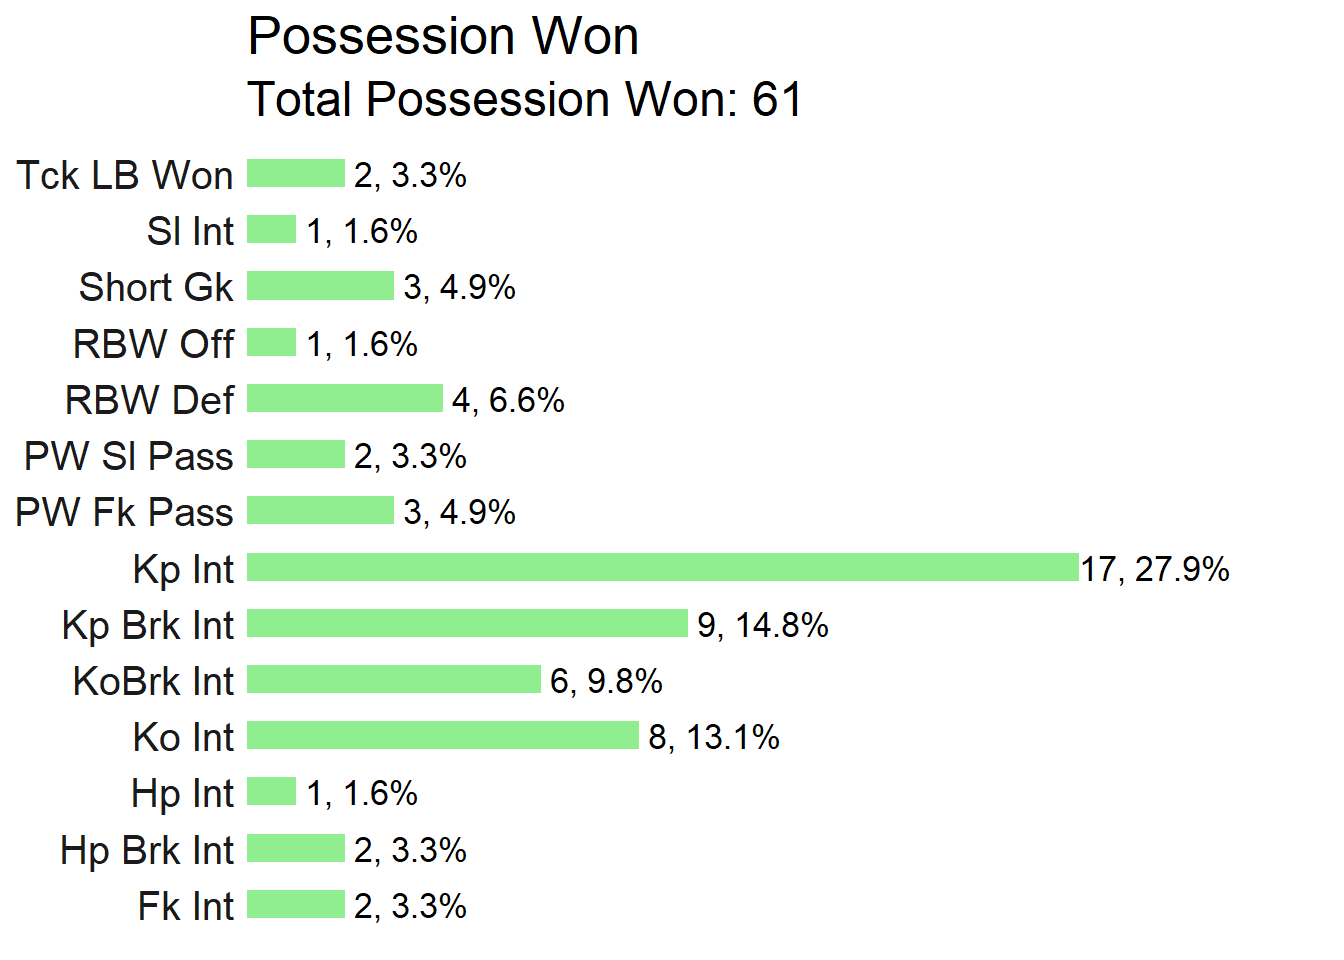 Possession Won
Total Possession Won: 61
Tck LB Won 2, 3.3%
Sl Int 1, 1.6%
Short Gk 3, 4.9%
RBW Off 1, 1.6%
RBW Def 4, 6.6%
PW Sl Pass 2, 3.3%
PW Fk Pass 3, 4.9%
Kp Int 17, 27.9%
Kp Brk Int 9, 14.8%
KoBrk Int 6, 9.8%
Ko Int 8, 13.1%
Hp Int 1, 1.6%
Hp Brk Int 2, 3.3%
Fk Int 2, 3.3%